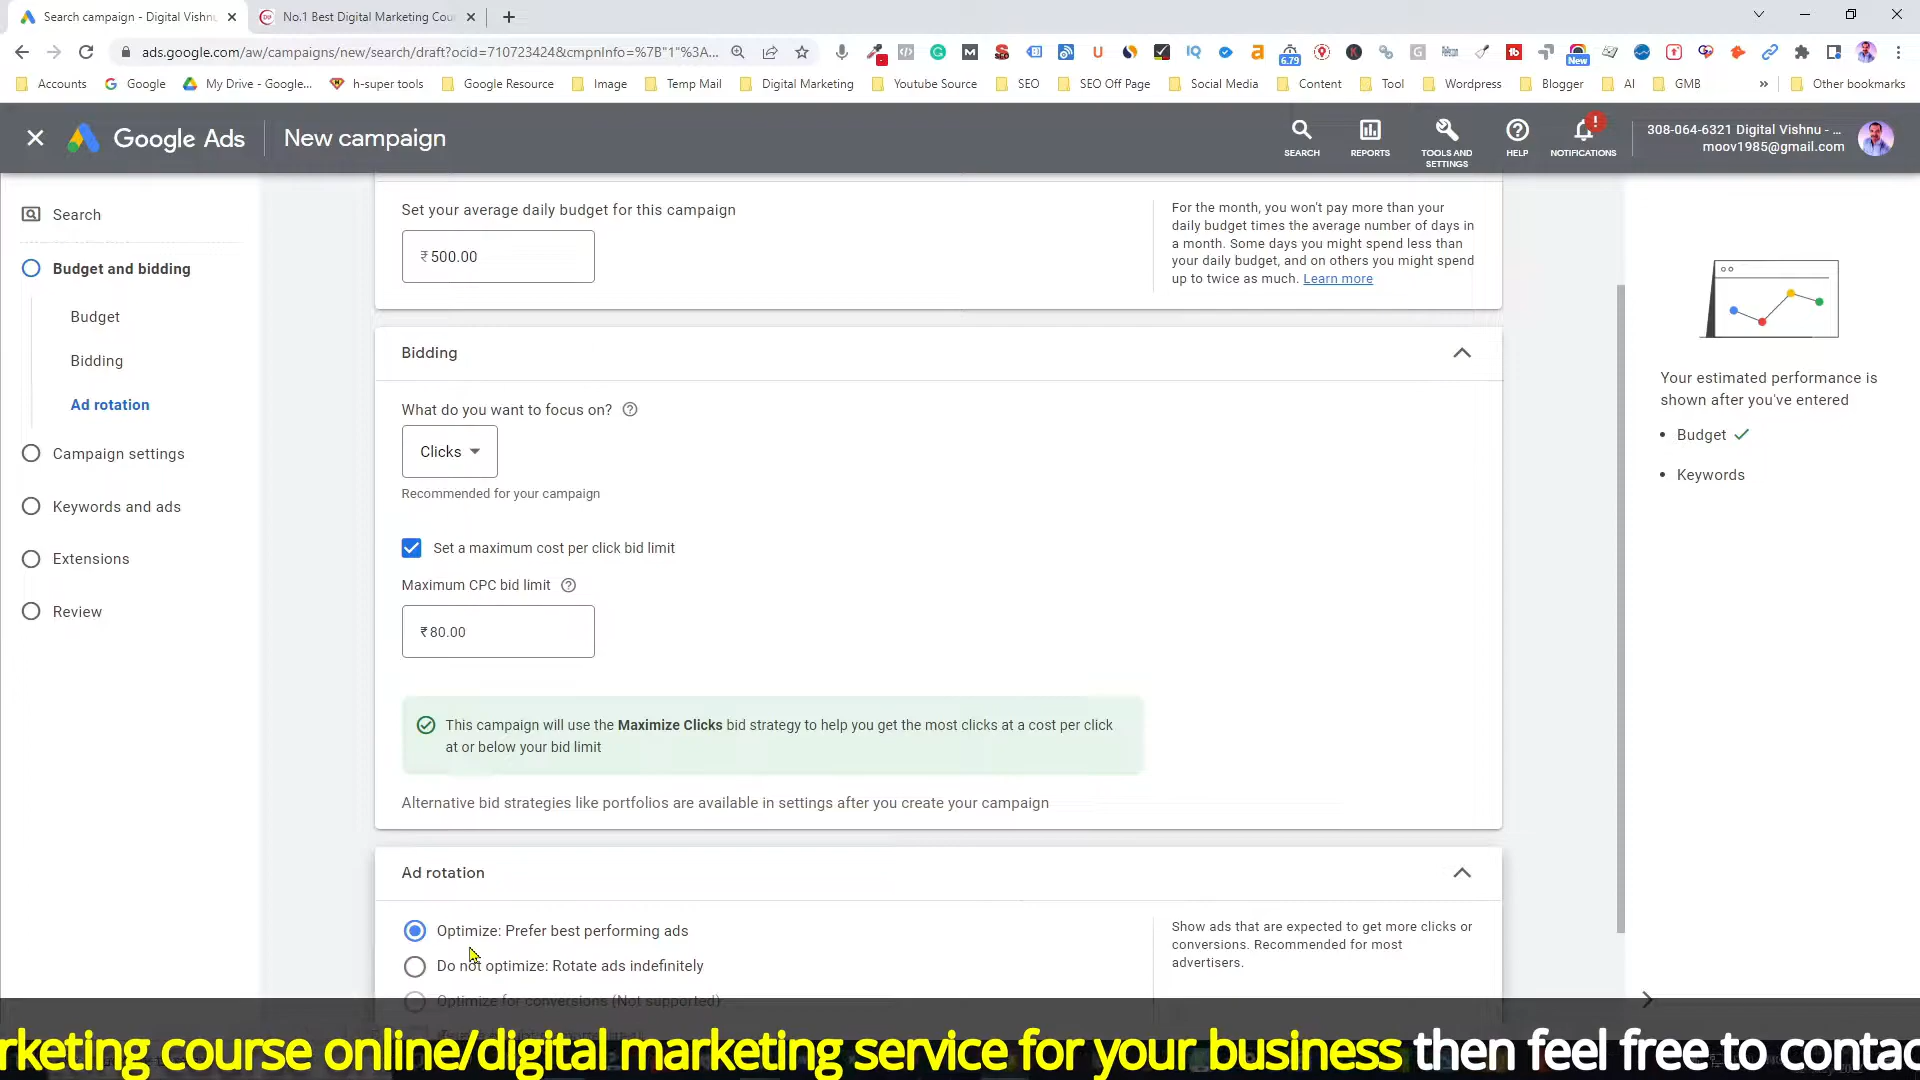 Search campaign - Digital Vishnu
No.1 Best Digital Marketing Cou
ads.google.com/aw/campaigns/new/search/draft?ocid=710723424&cmpnInfo=%7B"1"%3A...
6.79
New
Accounts
Google
My Drive - Google...
h-super tools
Google Resource
Image
Temp Mail
Digital Marketing
Youtube Source
SEO
SEO Off Page
Social Media
Content
Tool
Wordpress
Blogger
AI
GMB
»
Other bookmarks
Google Ads
New campaign
SEARCH
REPORTS
TOOLS AND SETTINGS
HELP
NOTIFICATIONS
308-064-6321 Digital Vishnu - ...
moov1985@gmail.com
Search
Budget and bidding
Budget
Bidding
Ad rotation
Campaign settings
Keywords and ads
Extensions
Review
Set your average daily budget for this campaign
₹500.00
For the month, you won't pay more than your
daily budget times the average number of days in
a month. Some days you might spend less than
your daily budget, and on others you might spend
up to twice as much. Learn more
Bidding
What do you want to focus on?
Clicks
Recommended for your campaign
Set a maximum cost per click bid limit
Maximum CPC bid limit
₹80.00
This campaign will use the Maximize Clicks bid strategy to help you get the most clicks at a cost per click
at or below your bid limit
Alternative bid strategies like portfolios are available in settings after you create your campaign
Ad rotation
Optimize: Prefer best performing ads
Do not optimize: Rotate ads indefinitely
Optimize for conversions (Not supported)
Show ads that are expected to get more clicks or
conversions. Recommended for most
advertisers.
Your estimated performance is
shown after you've entered
• Budget
• Keywords
rketing course online/digital marketing service for your business then feel free to contac